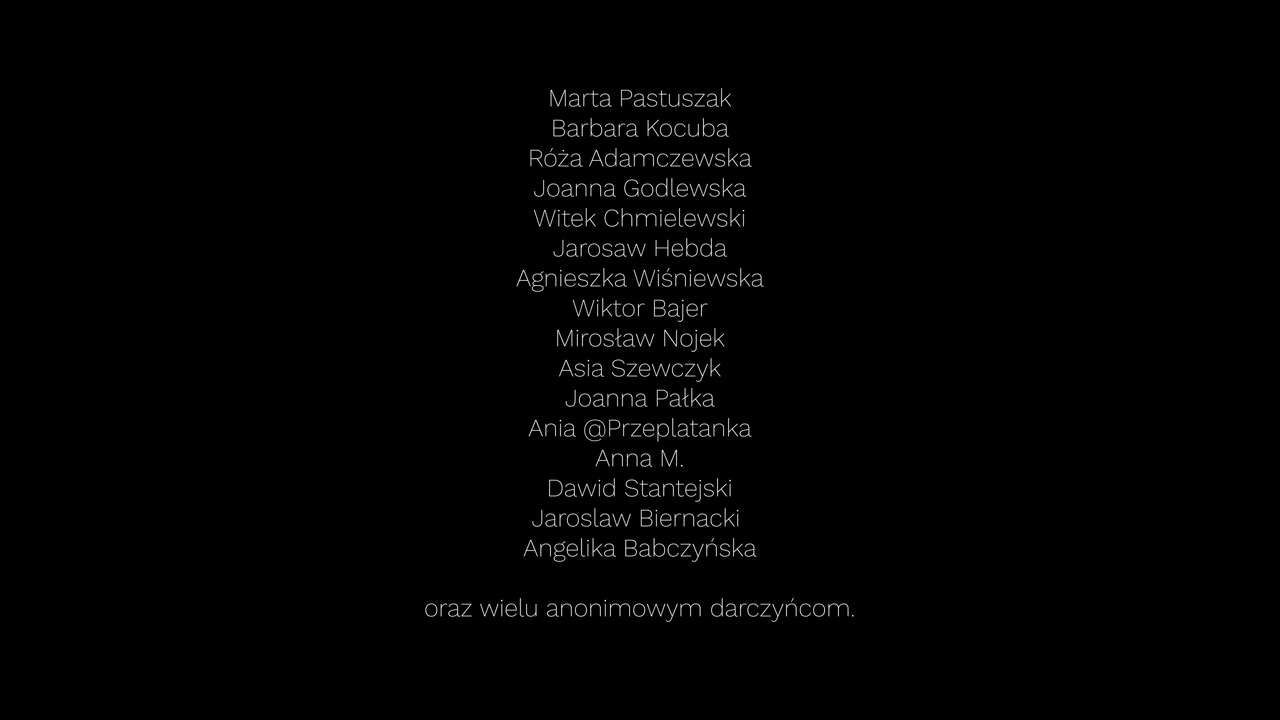 Marta Pastuszak
Barbara Kocuba
Róża Adamczewska
Joanna Godlewska
Witek Chmielewski
Jarosaw Hebda
Agnieszka Wiśniewska
Wiktor Bajer
Mirosław Nojek
Asia Szewczyk
Joanna Pałka
Ania @Przeplatanka
Anna M.
Dawid Stantejski
Jaroslaw Biernacki
Angelika Babczyńska
oraz wielu anonimowym darczyńcom.